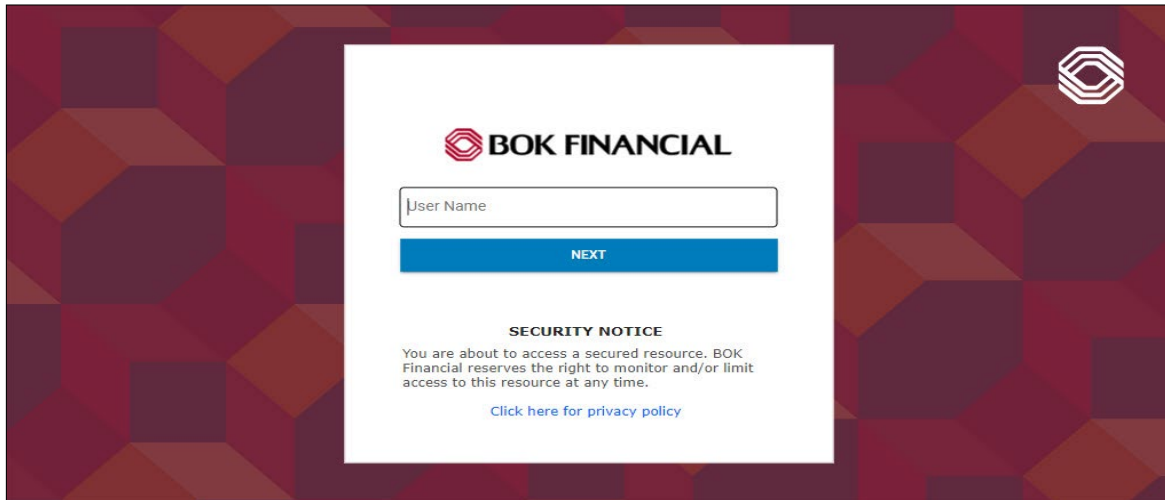 BOK FINANCIAL
User Name
NEXT
SECURITY NOTICE
You are about to access a secured resource. BOK
Financial reserves the right to monitor and/or limit
access to this resource at any time.
Click here for privacy policy